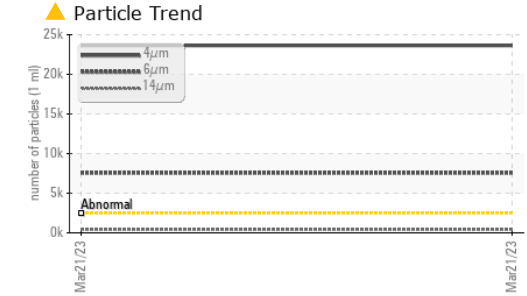 Particle Trend
number of particles (1 ml)
25k
20k
15k
10k
5k
0k
4μm
6μm
14μm
Abnormal
Mar21/23
Mar21/23